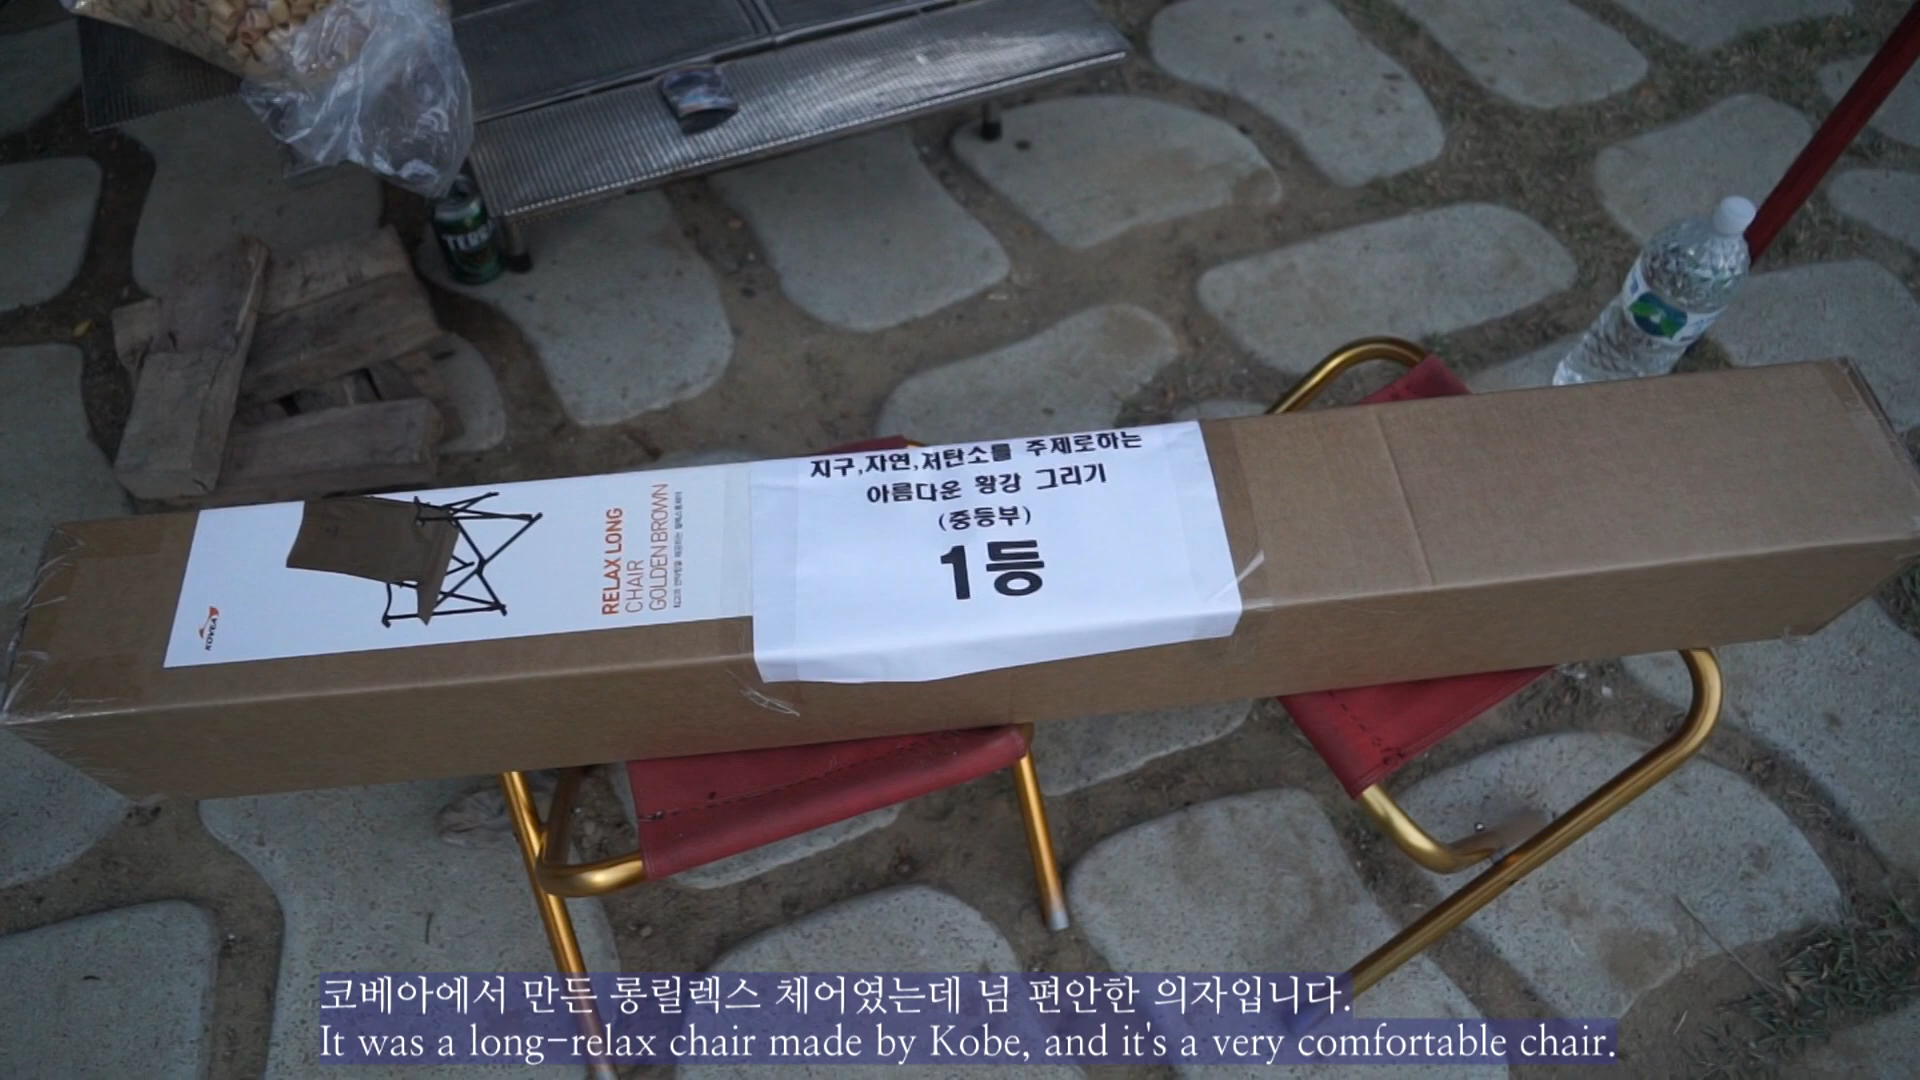 TERRA
지구,자연,저탄소를 주제로하는
아름다운 황강 그리기
(중등부)
1등
RELAX LONG
CHAIR
GOLDEN BROWN
KOVEA
코베아에서 만든 롱릴렉스 체어였는데 넘 편안한 의자입니다.
It was a long-relax chair made by Kobe, and it's a very comfortable chair.